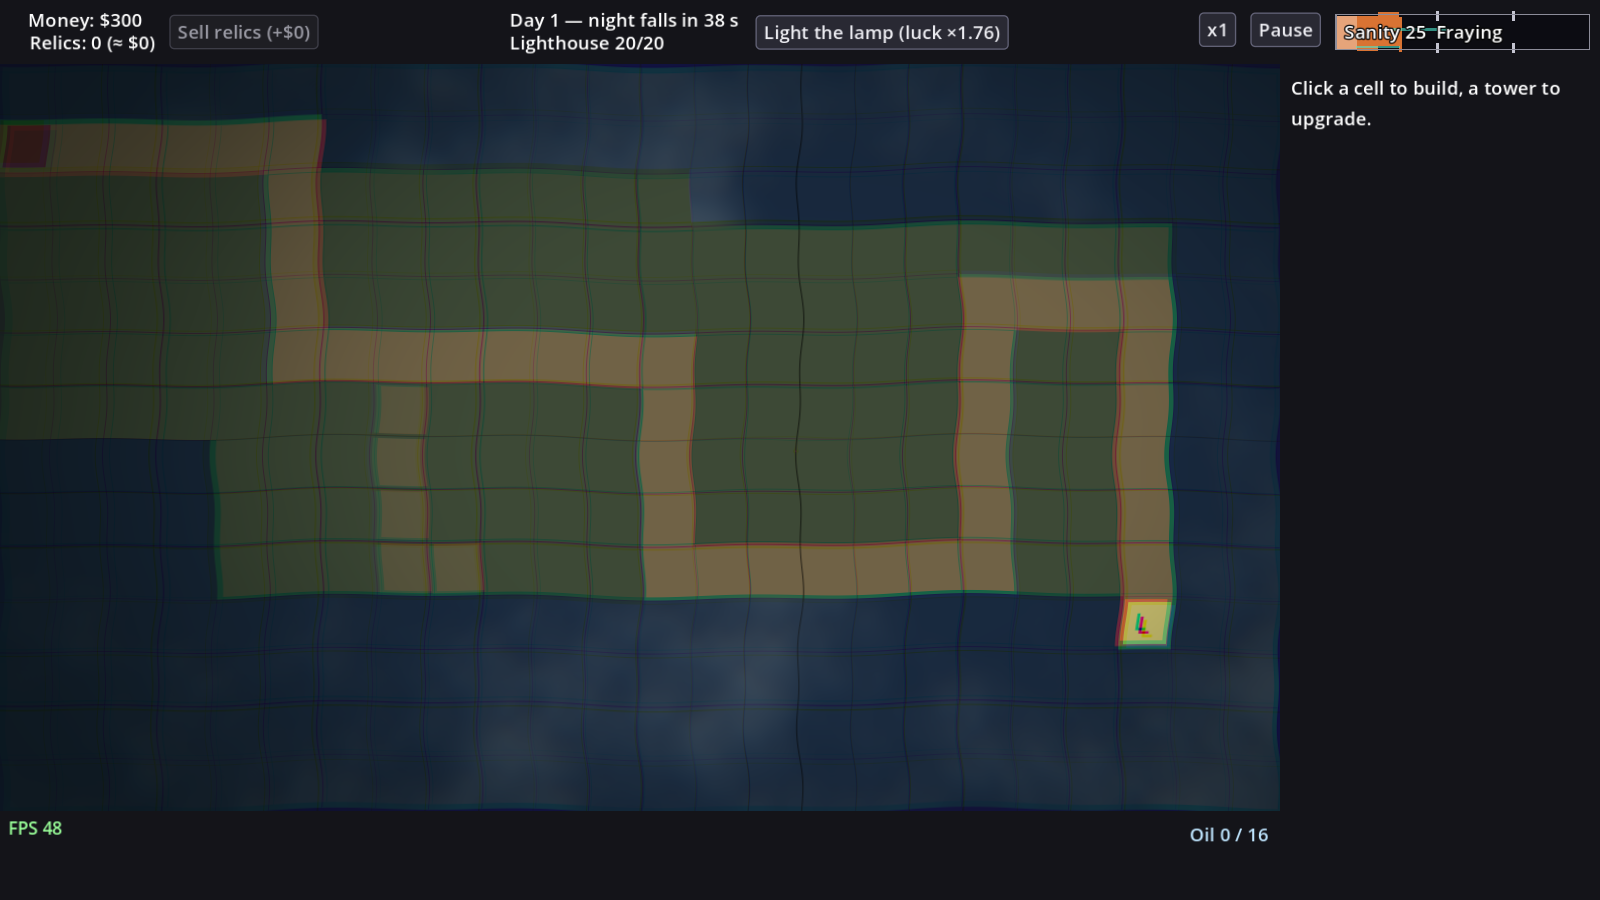 Money: $300
Relics: 0 (≈ $0)
Sell relics (+$0)
Day 1 — night falls in 38 s
Lighthouse 20/20
Light the lamp (luck ×1.76)
x1
Pause
Sanity 25 Fraying
Click a cell to build, a tower to
upgrade.
L
FPS 48
Oil 0 / 16